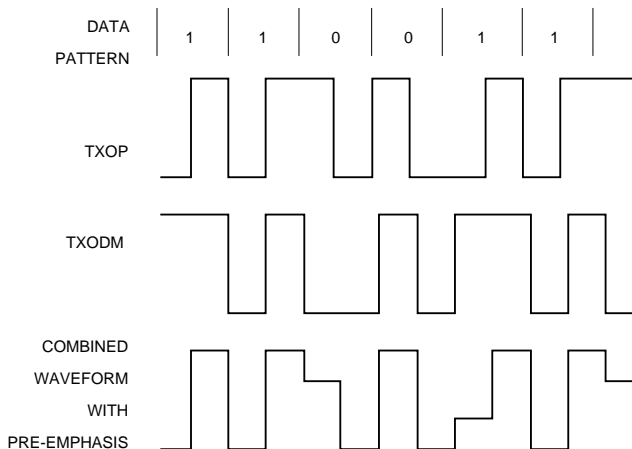 DATA
PATTERN
1 1 0 0 1 1
TXOP
TXODM
COMBINED
WAVEFORM
WITH
PRE-EMPHASIS